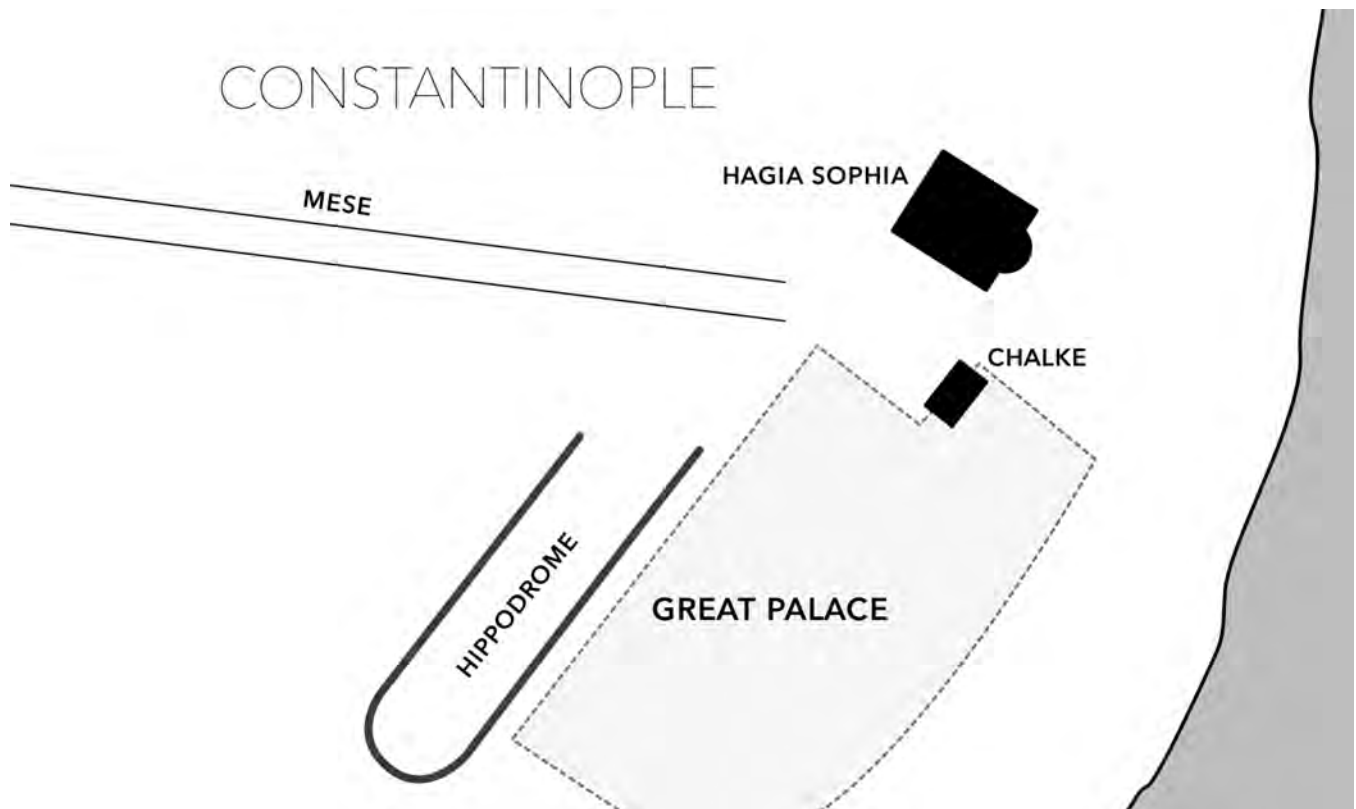 CONSTANTINOPLE
MESE
HAGIA SOPHIA
CHALKE
HIPPODROME
GREAT PALACE